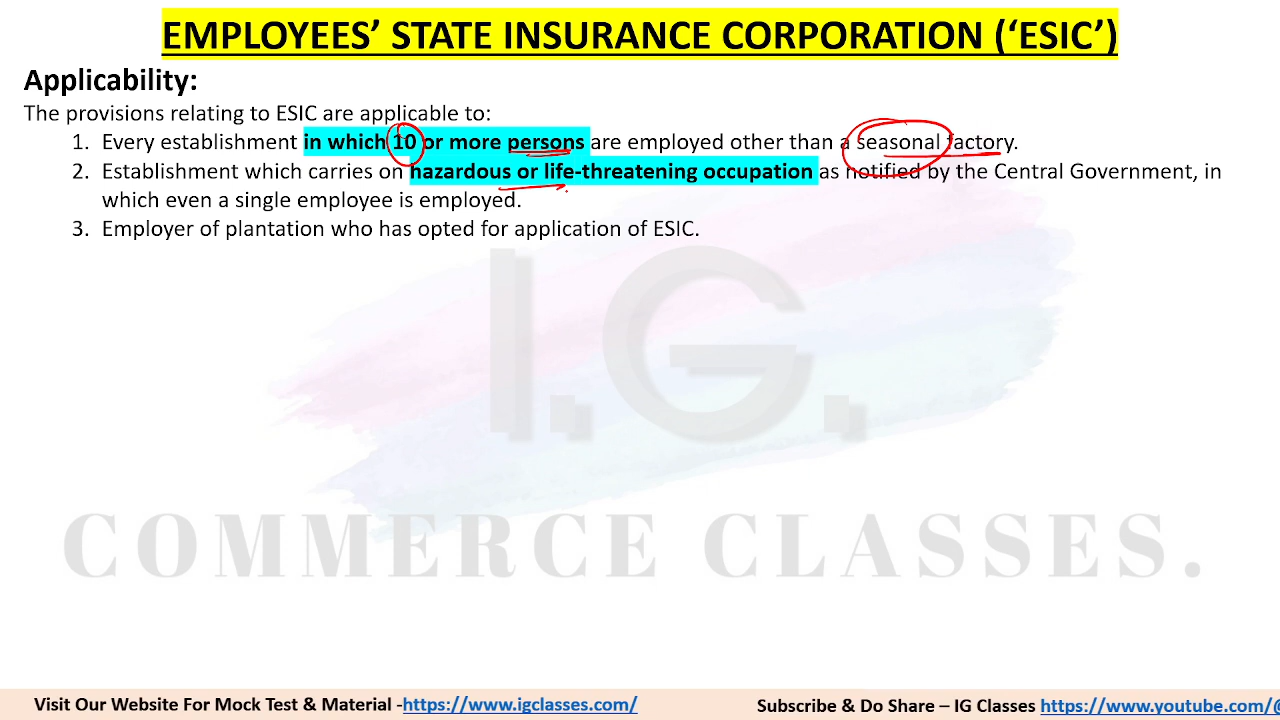 EMPLOYEES’ STATE INSURANCE CORPORATION (‘ESIC’)
Applicability:
The provisions relating to ESIC are applicable to:
1. Every establishment in which 10 or more persons are employed other than a seasonal factory.
2. Establishment which carries on hazardous or life-threatening occupation as notified by the Central Government, in
which even a single employee is employed.
3. Employer of plantation who has opted for application of ESIC.
I.G.
COMMERCE CLASSES.
Visit Our Website For Mock Test & Material -https://www.igclasses.com/
Subscribe & Do Share – IG Classes https://www.youtube.com/@